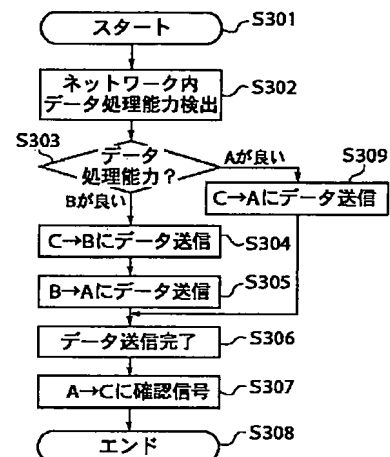 スタート
S301
ネットワーク内
データ処理能力検出
S302
S303
データ
処理能力？
Aが良い
S309
Bが良い
C→Aにデータ送信
C→Bにデータ送信
S304
B→Aにデータ送信
S305
データ送信完了
S306
A→Cに確認信号
S307
エンド
S308